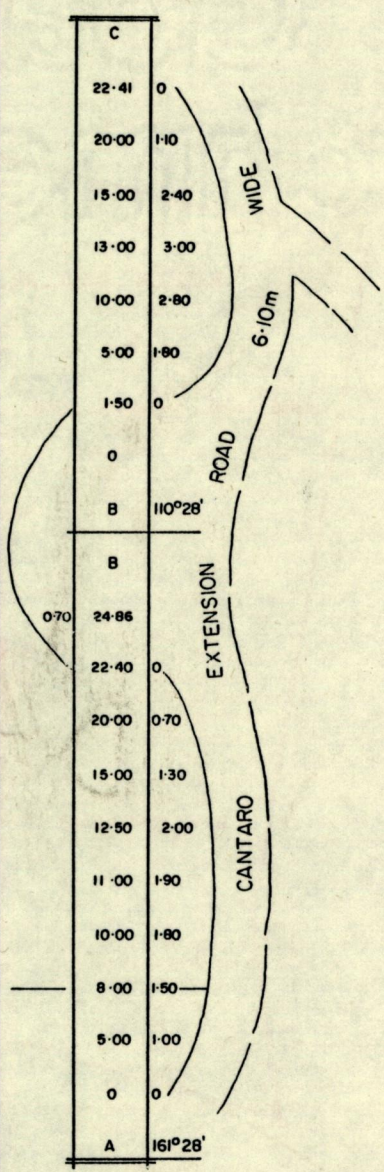 C
22·41 0
20·00 1·10
15·00 2·40
WIDE
13·00 3·00
10·00 2·80
6·10m
5·00 1·80
1·50 0
0
ROAD
B 110°28'
B
EXTENSION
0·70 24·86
22·40 0
20·00 0·70
15·00 1·30
12·50 2·00
CANTARO
11·00 1·90
10·00 1·80
8·00 1·50
5·00 1·00
0 0
A 161°28'